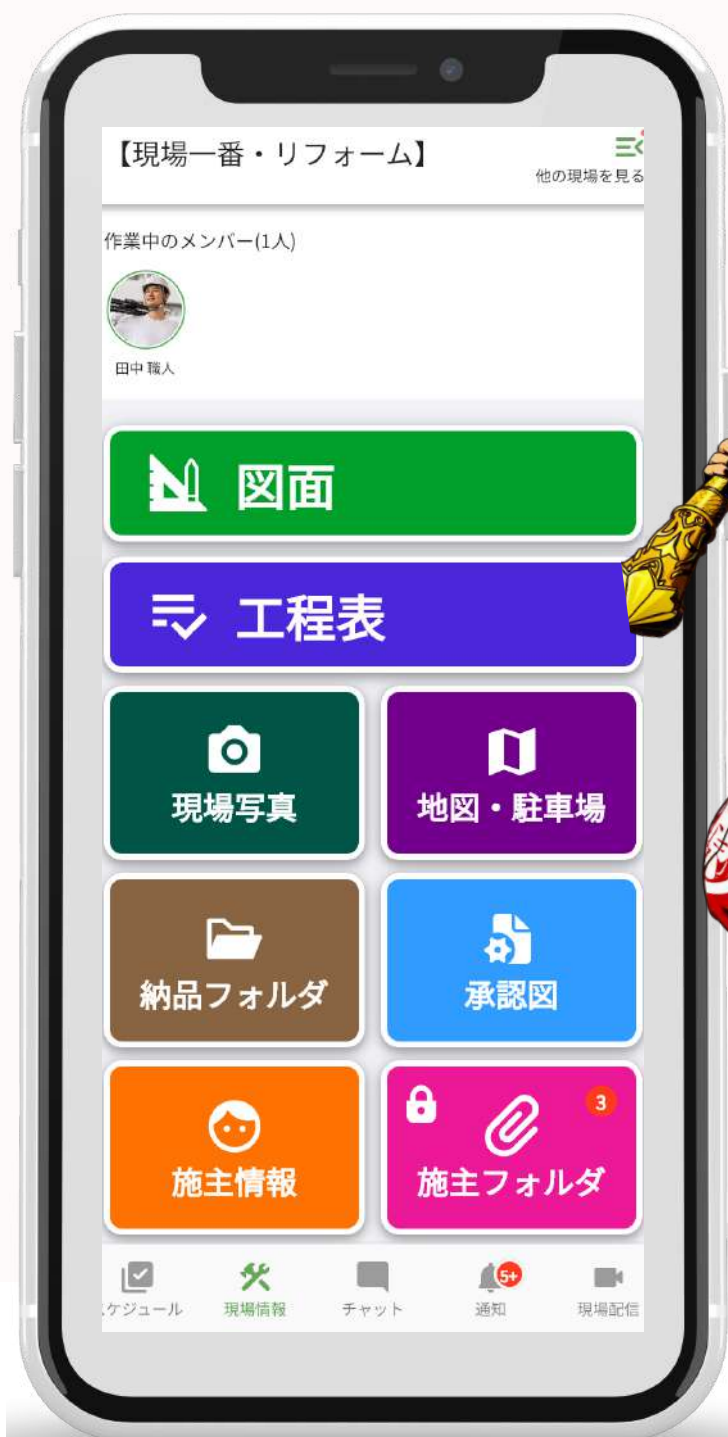 【現場一番・リフォーム】
他の現場を見る
作業中のメンバー(1人)
田中 職人
図面
工程表
現場写真
地図・駐車場
納品フォルダ
承認図
施主情報
3
施主フォルダ
5+
ケジュール
現場情報
チャット
通知
現場配信